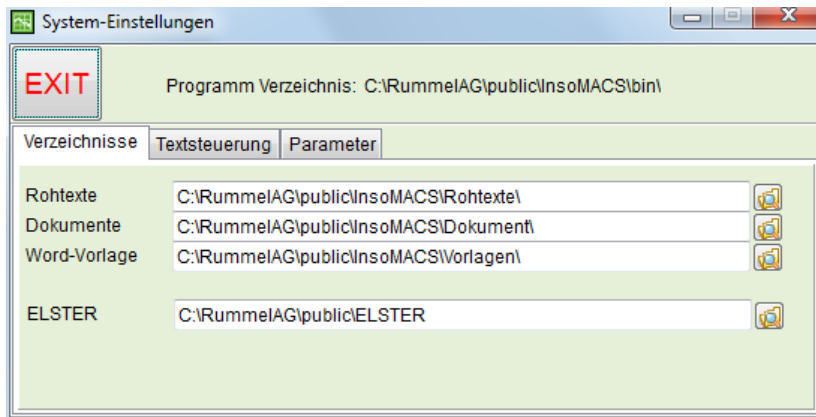 System-Einstellungen
EXIT
Programm Verzeichnis: C:\RummelAG\public\InsoMACS\bin\
Verzeichnisse Textsteuerung Parameter
Rohtexte C:\RummelAG\public\InsoMACS\Rohtexte\
Dokumente C:\RummelAG\public\InsoMACS\Dokument\
Word-Vorlage C:\RummelAG\public\InsoMACS\Vorlagen\
ELSTER C:\RummelAG\public\ELSTER